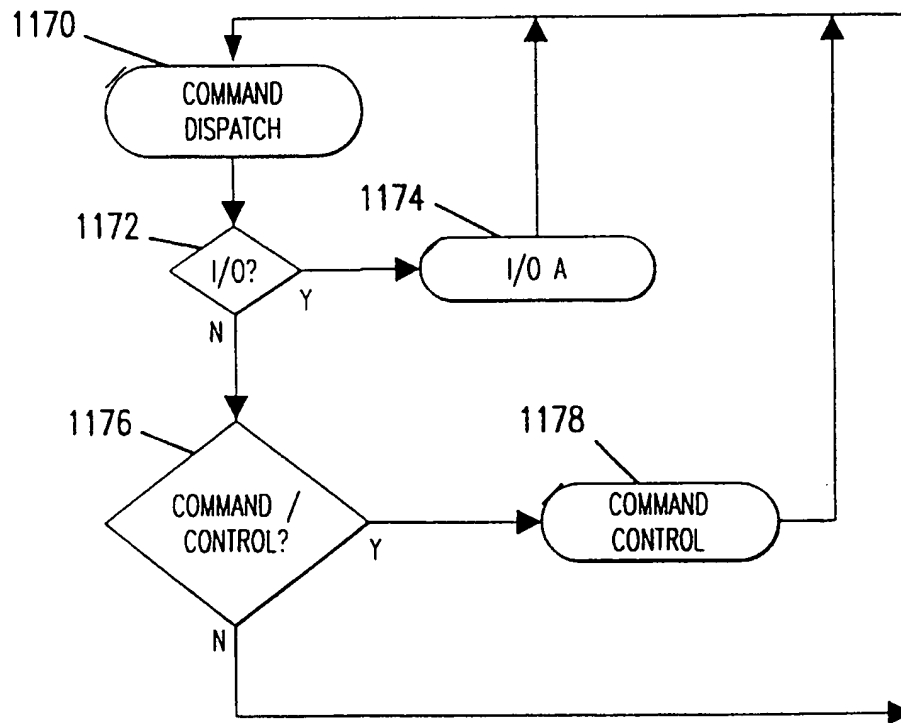 1170
COMMAND
DISPATCH
1172
I/O?
Y
N
1174
I/O A
1176
COMMAND /
CONTROL?
Y
N
1178
COMMAND
CONTROL